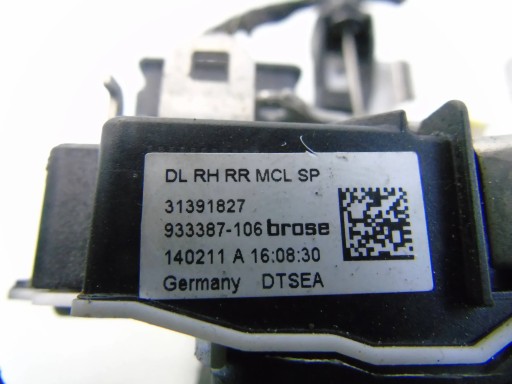 DL RH RR MCL SP
31391827
933387-106 brose
140211 A 16:08:30
Germany DTSEA